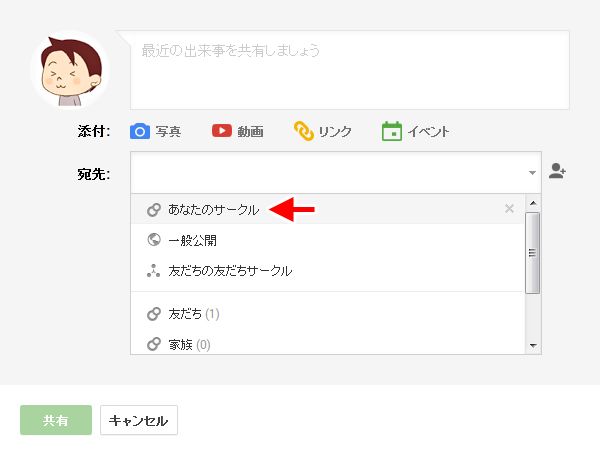 最近の出来事を共有しましょう
添付: 写真 動画 リンク イベント
宛先:
あなたのサークル
一般公開
友だちの友だちサークル
友だち (1)
家族 (0)
共有 キャンセル